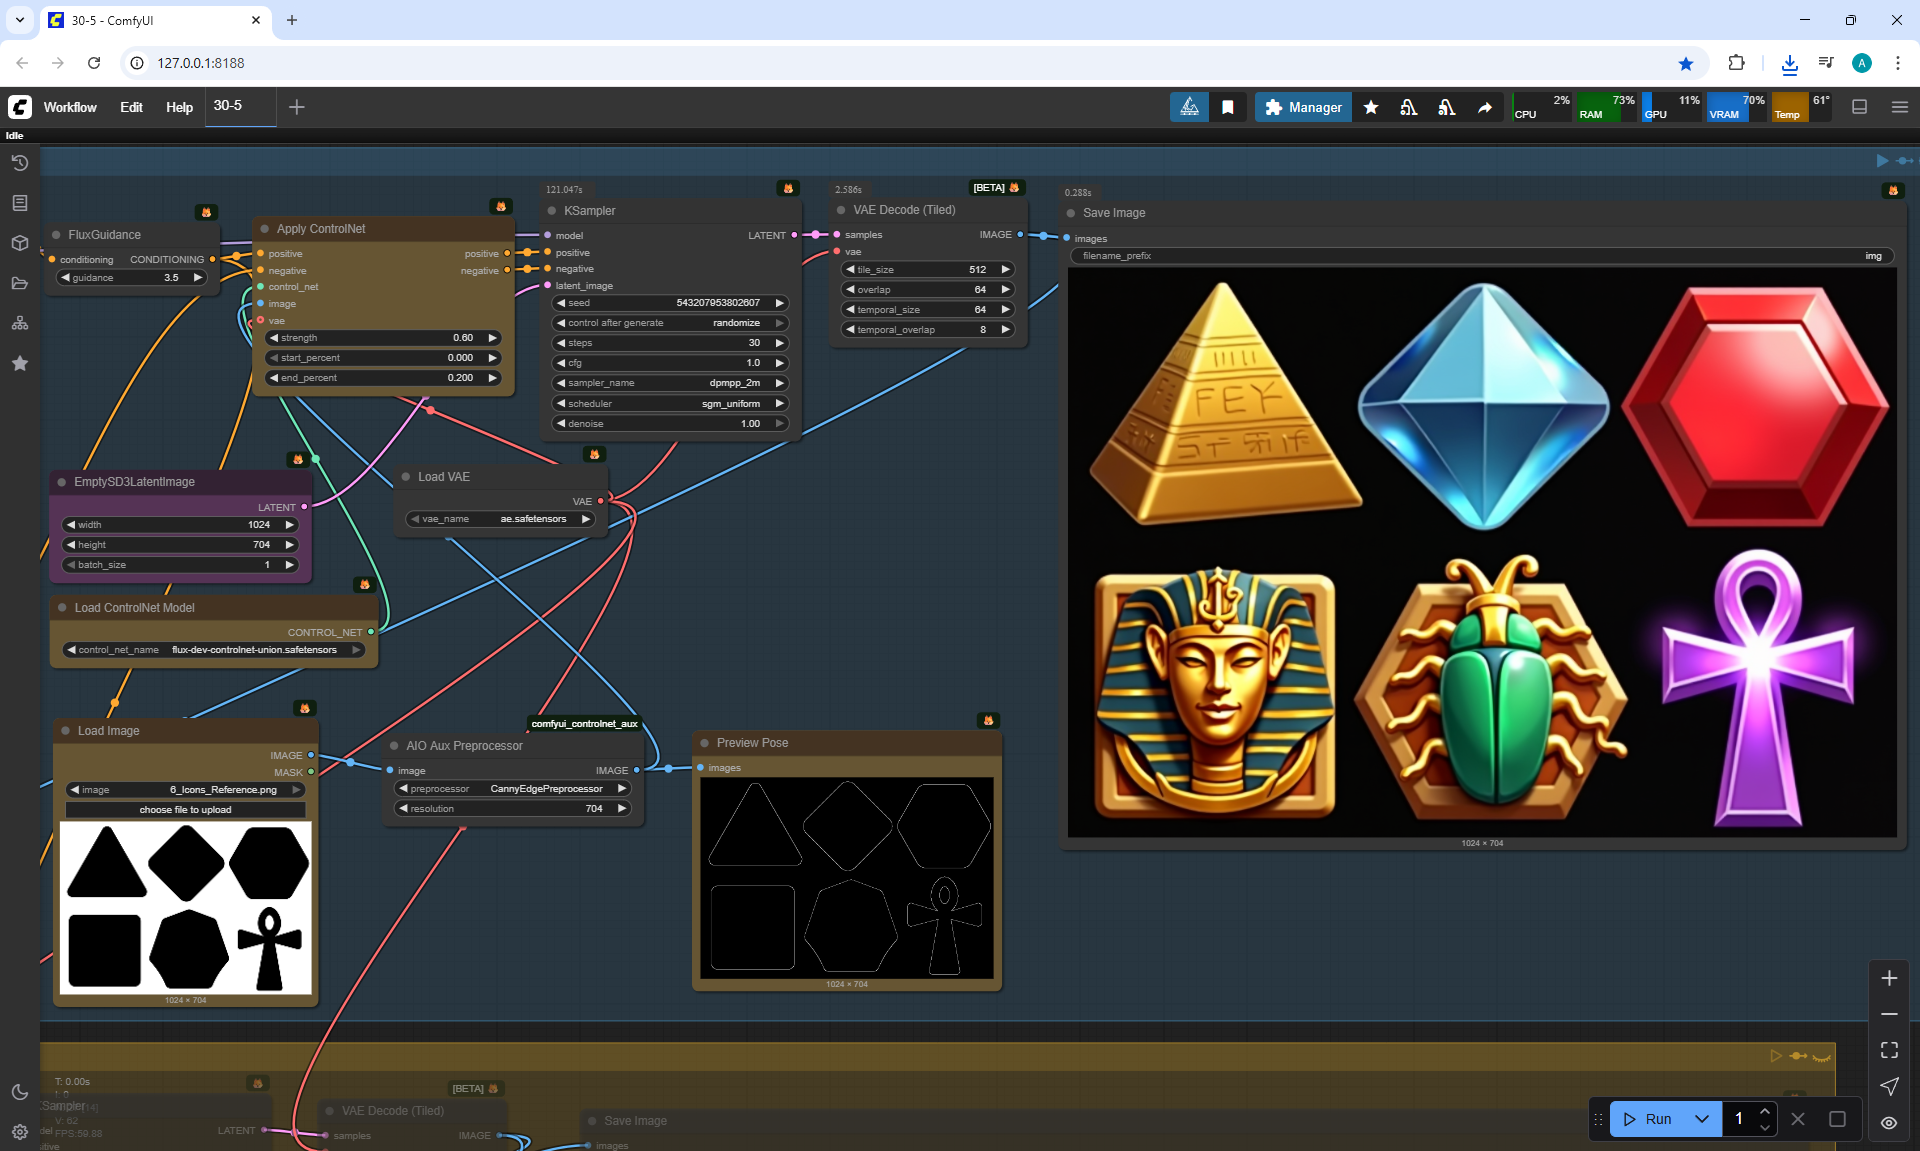 30-5 - ComfyUI
127.0.0.1:8188
A
Workflow Edit Help 30-5
Manager
CPU 2% RAM 73% GPU 11% VRAM 70% Temp 61°
Idle
121.047s
2.586s
[BETA]
0.288s
FluxGuidance
conditioning CONDITIONING
guidance 3.5
Apply ControlNet
positive positive
negative negative
control_net
image
vae
strength 0.60
start_percent 0.000
end_percent 0.200
KSampler
model LATENT
positive
negative
latent_image
seed 543207953802607
control after generate randomize
steps 30
cfg 1.0
sampler_name dpmpp_2m
scheduler sgm_uniform
denoise 1.00
VAE Decode (Tiled)
samples IMAGE
vae
tile_size 512
overlap 64
temporal_size 64
temporal_overlap 8
Save Image
images
filename_prefix img
FEY
1024 × 704
EmptySD3LatentImage
LATENT
width 1024
height 704
batch_size 1
Load VAE
VAE
vae_name ae.safetensors
Load ControlNet Model
CONTROL_NET
control_net_name flux-dev-controlnet-union.safetensors
Load Image
IMAGE
MASK
image 6_Icons_Reference.png
choose file to upload
1024 × 704
comfyui_controlnet_aux
AIO Aux Preprocessor
image IMAGE
preprocessor CannyEdgePreprocessor
resolution 704
Preview Pose
images
1024 × 704
T: 0.00s
I: 0
V: 62
FPS:59.88
KSampler
LATENT
[BETA]
VAE Decode (Tiled)
samples IMAGE
Save Image
images
Run 1